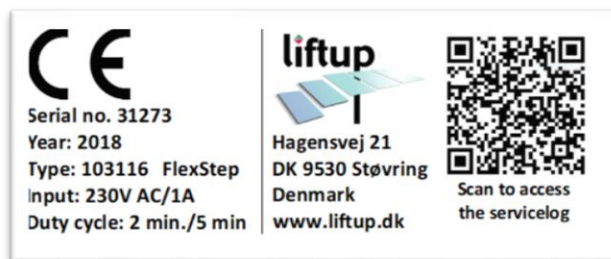 CE
Serial no. 31273
Year: 2018
Type: 103116 FlexStep
Input: 230V AC/1A
Duty cycle: 2 min./5 min
liftup
Hagensvej 21
DK 9530 Støvring
Denmark
www.liftup.dk
Scan to access
the servicelog